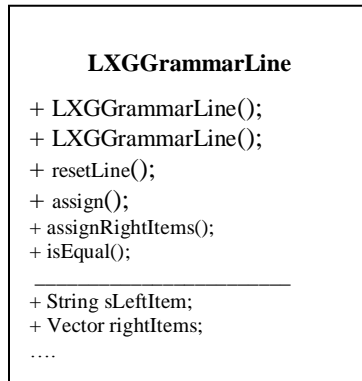 LXGGrammarLine
+ LXGGrammarLine();
+ LXGGrammarLine();
+ resetLine();
+ assign();
+ assignRightItems();
+ isEqual();
+ String sLeftItem;
+ Vector rightItems;
….